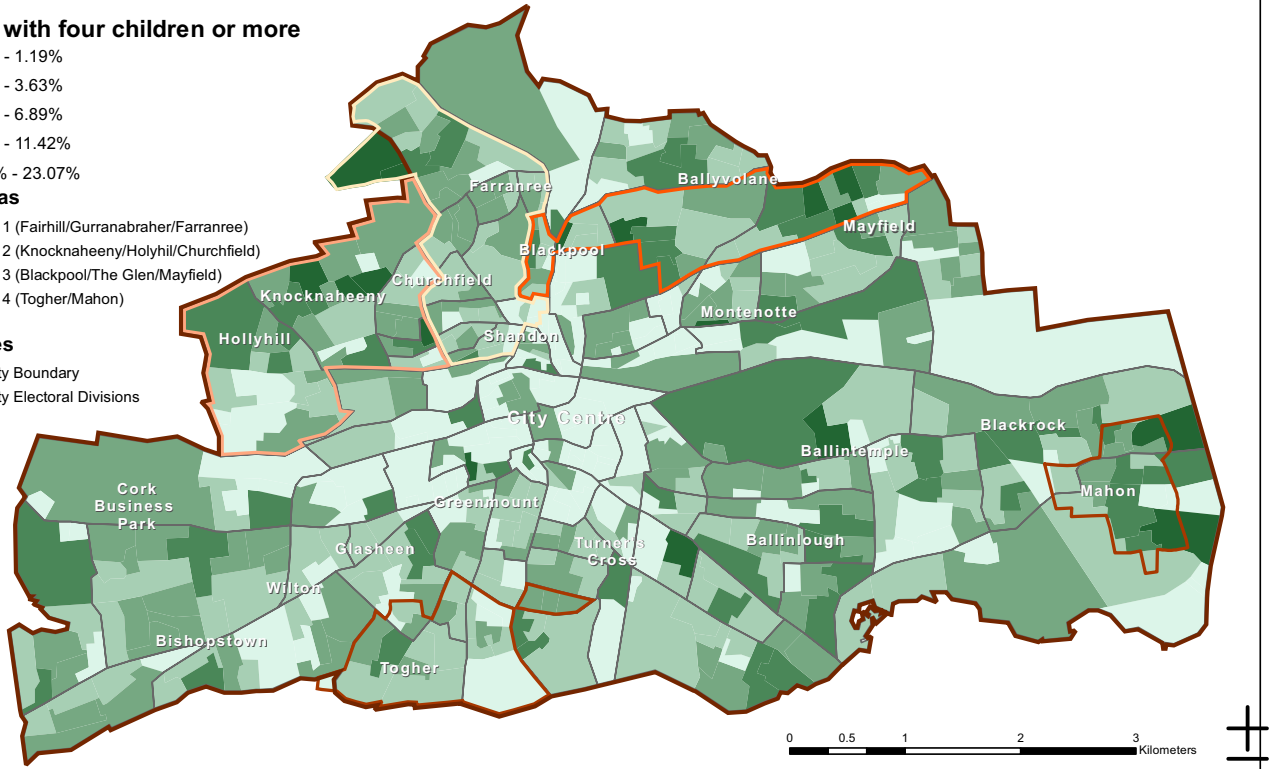 with four children or more
- 1.19%
- 3.63%
- 6.89%
- 11.42%
% - 23.07%
as
1 (Fairhill/Gurranabraher/Farranree)
2 (Knocknaheeny/Holyhil/Churchfield)
3 (Blackpool/The Glen/Mayfield)
4 (Togher/Mahon)
es
ty Boundary
ty Electoral Divisions
Farranree
Ballyvolane
Mayfield
Blackpool
Churchfield
Knocknaheeny
Montenotte
Hollyhill
Shandon
City Centre
Blackrock
Ballintemple
Cork
Business
Park
Mahon
Greenmount
Glasheen
Turner's
Cross
Ballinlough
Wilton
Bishopstown
Togher
0 0.5 1 2 3
Kilometers